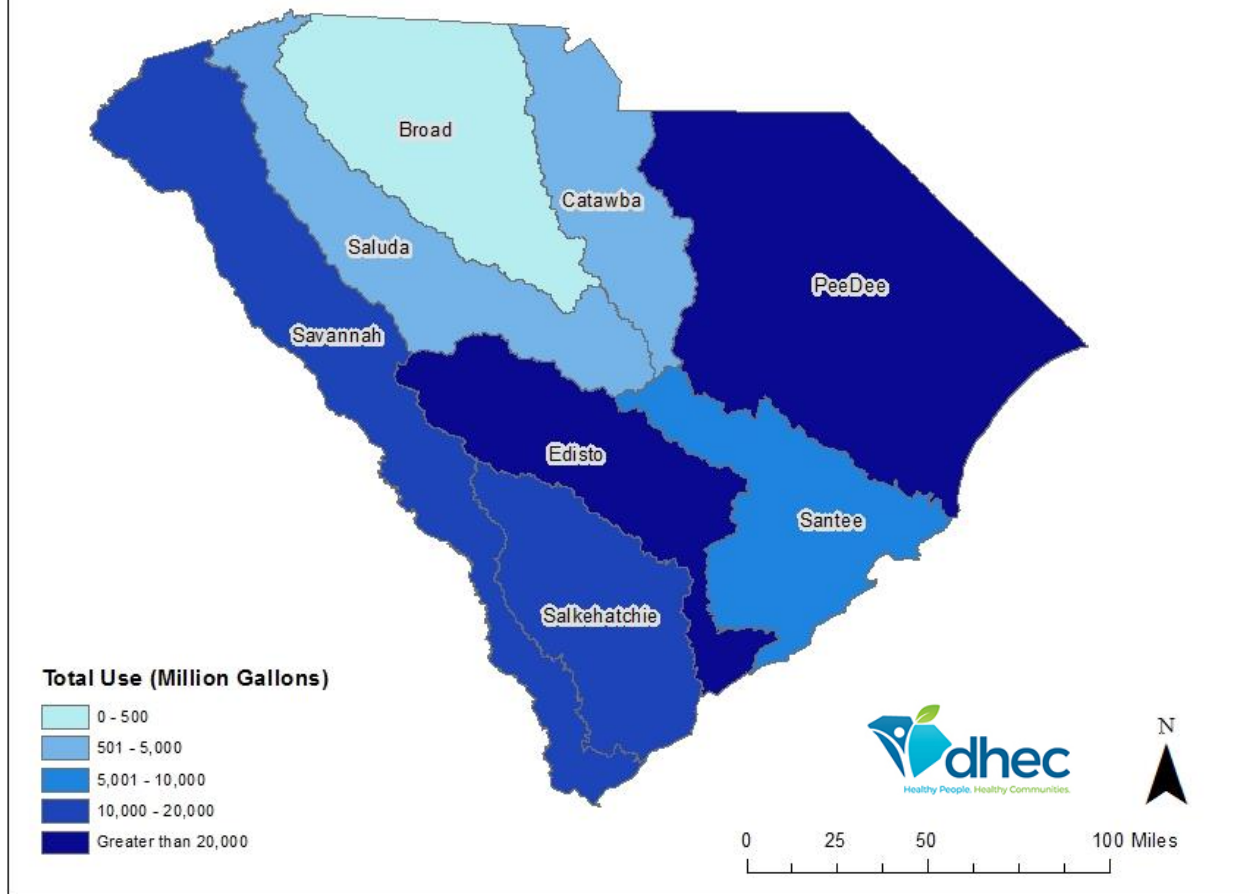 Broad
Catawba
Saluda
PeeDee
Savannah
Edisto
Santee
Salkehatchie
Total Use (Million Gallons)
0 - 500
501 - 5,000
5,001 - 10,000
10,000 - 20,000
Greater than 20,000
dhec
Healthy People. Healthy Communities.
N
0 25 50 100 Miles